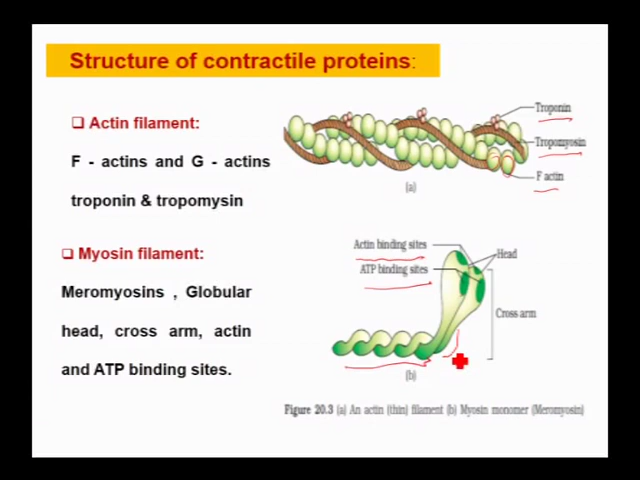 Structure of contractile proteins:
❑ Actin filament:
F - actins and G - actins
troponin & tropomysin
❑ Myosin filament:
Meromyosins , Globular
head, cross arm, actin
and ATP binding sites.
Troponin
Tropomyosin
F actin
(a)
Actin binding sites
ATP binding sites
Head
Cross arm
(b)
Figure 20.3 (a) An actin (thin) filament (b) Myosin monomer (Meromyosin)